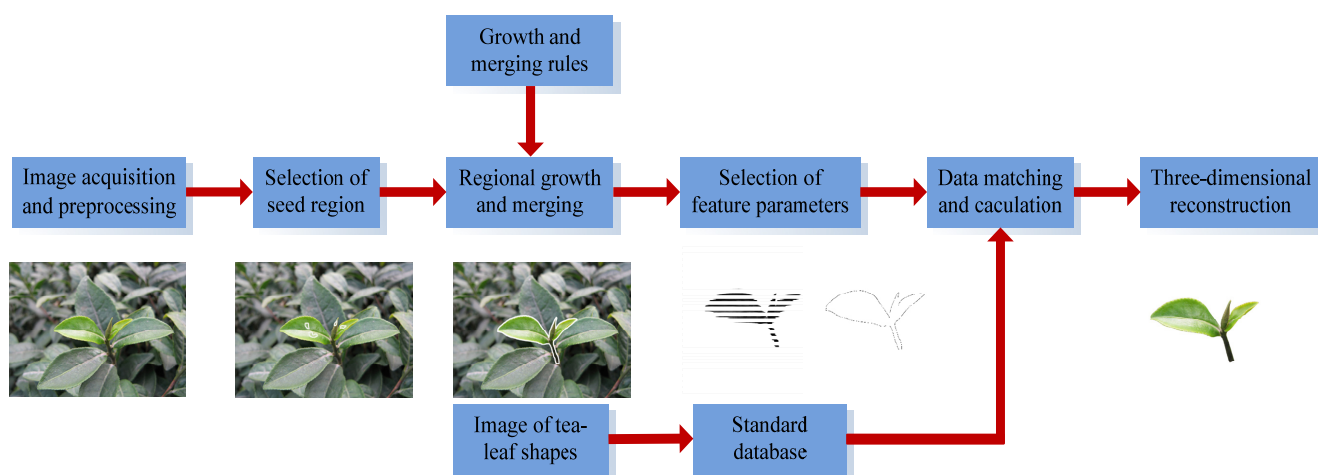 Growth and
merging rules
Image acquisition
and preprocessing
Selection of
seed region
Regional growth
and merging
Selection of
feature parameters
Data matching
and caculation
Three-dimensional
reconstruction
Image of tea-
leaf shapes
Standard
database